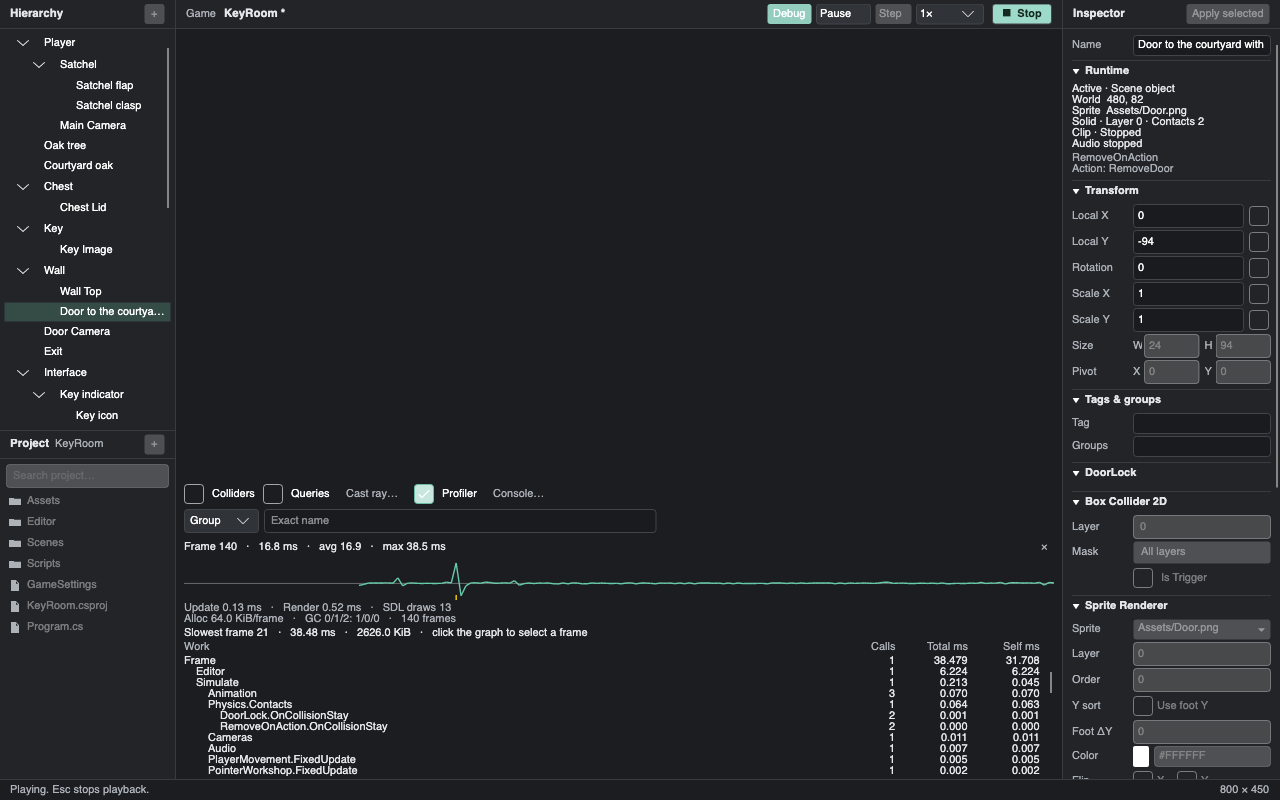 Hierarchy
+
Player
Satchel
Satchel flap
Satchel clasp
Main Camera
Oak tree
Courtyard oak
Chest
Chest Lid
Key
Key Image
Wall
Wall Top
Door to the courtya...
Door Camera
Exit
Interface
Key indicator
Key icon
Project KeyRoom
+
Search project...
Assets
Editor
Scenes
Scripts
GameSettings
KeyRoom.csproj
Program.cs
Game KeyRoom *
Debug Pause Step 1× Stop
Colliders Queries Cast ray... Profiler Console...
Group Exact name
Frame 140 · 16.8 ms · avg 16.9 · max 38.5 ms ×
Update 0.13 ms · Render 0.52 ms · SDL draws 13
Alloc 64.0 KiB/frame · GC 0/1/2: 1/0/0 · 140 frames
Slowest frame 21 · 38.48 ms · 2626.0 KiB · click the graph to select a frame
Work Calls Total ms Self ms
Frame 1 38.479 31.708
Editor 1 6.224 6.224
Simulate 1 0.213 0.045
Animation 3 0.070 0.070
Physics.Contacts 1 0.064 0.063
DoorLock.OnCollisionStay 2 0.001 0.001
RemoveOnAction.OnCollisionStay 2 0.000 0.000
Cameras 1 0.011 0.011
Audio 1 0.007 0.007
PlayerMovement.FixedUpdate 1 0.005 0.005
PointerWorkshop.FixedUpdate 1 0.002 0.002
Inspector Apply selected
Name Door to the courtyard with
Runtime
Active · Scene object
World 480, 82
Sprite Assets/Door.png
Solid · Layer 0 · Contacts 2
Clip · Stopped
Audio stopped
RemoveOnAction
Action: RemoveDoor
Transform
Local X 0
Local Y -94
Rotation 0
Scale X 1
Scale Y 1
Size W 24 H 94
Pivot X 0 Y 0
Tags & groups
Tag
Groups
DoorLock
Box Collider 2D
Layer 0
Mask All layers
Is Trigger
Sprite Renderer
Sprite Assets/Door.png
Layer 0
Order 0
Y sort Use foot Y
Foot ΔY 0
Color #FFFFFF
Playing. Esc stops playback.
800 × 450